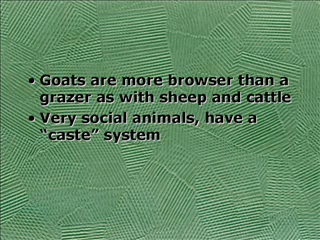 • Goats are more browser than a
grazer as with sheep and cattle
• Very social animals, have a
“caste” system